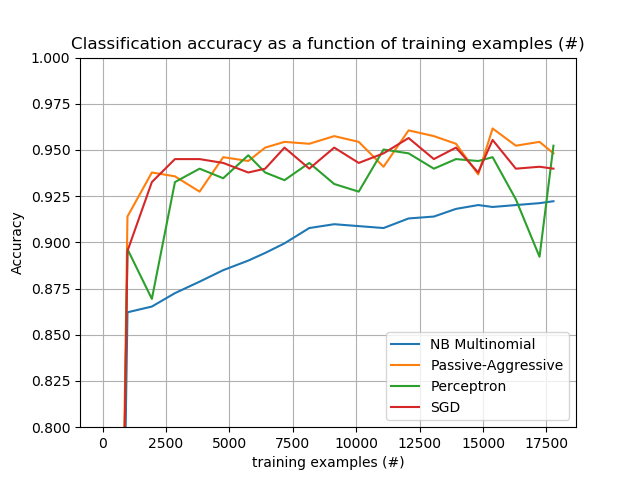 Classification accuracy as a function of training examples (#)
1.000
0.975
0.950
0.925
0.900
0.875
0.850
0.825
0.800
Accuracy
NB Multinomial
Passive-Aggressive
Perceptron
SGD
0 2500 5000 7500 10000 12500 15000 17500
training examples (#)